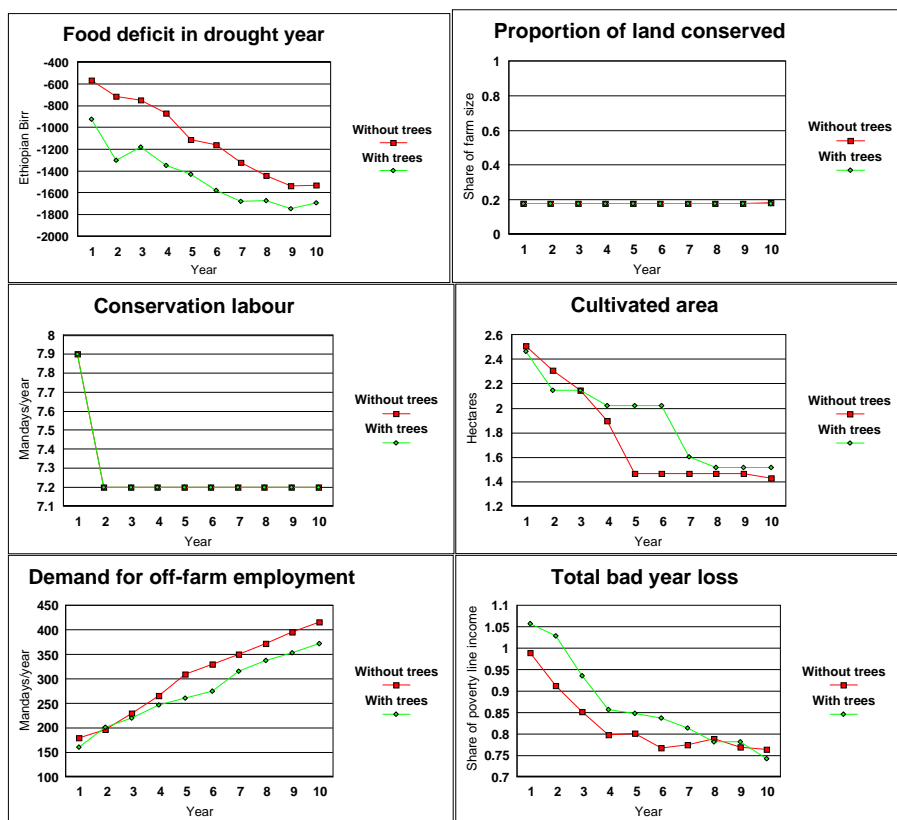 Food deficit in drought year
-400
-600
-800
-1000
-1200
-1400
-1600
-1800
-2000
Ethiopian Birr
1 2 3 4 5 6 7 8 9 10
Year
Without trees
With trees
Proportion of land conserved
1
0.8
0.6
0.4
0.2
0
Share of farm size
1 2 3 4 5 6 7 8 9 10
Year
Without trees
With trees
Conservation labour
8
7.9
7.8
7.7
7.6
7.5
7.4
7.3
7.2
7.1
Mandays/year
1 2 3 4 5 6 7 8 9 10
Year
Without trees
With trees
Cultivated area
2.6
2.4
2.2
2
1.8
1.6
1.4
1.2
Hectares
1 2 3 4 5 6 7 8 9 10
Year
Without trees
With trees
Demand for off-farm employment
450
400
350
300
250
200
150
100
Mandays/year
1 2 3 4 5 6 7 8 9 10
Year
Without trees
With trees
Total bad year loss
1.1
1.05
1
0.95
0.9
0.85
0.8
0.75
0.7
Share of poverty line income
1 2 3 4 5 6 7 8 9 10
Year
Without trees
With trees